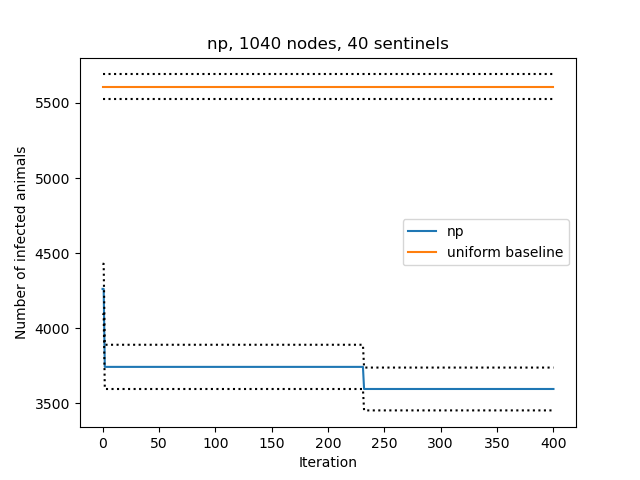 np, 1040 nodes, 40 sentinels
5500
5000
4500
4000
3500
Number of infected animals
np
uniform baseline
0 50 100 150 200 250 300 350 400
Iteration